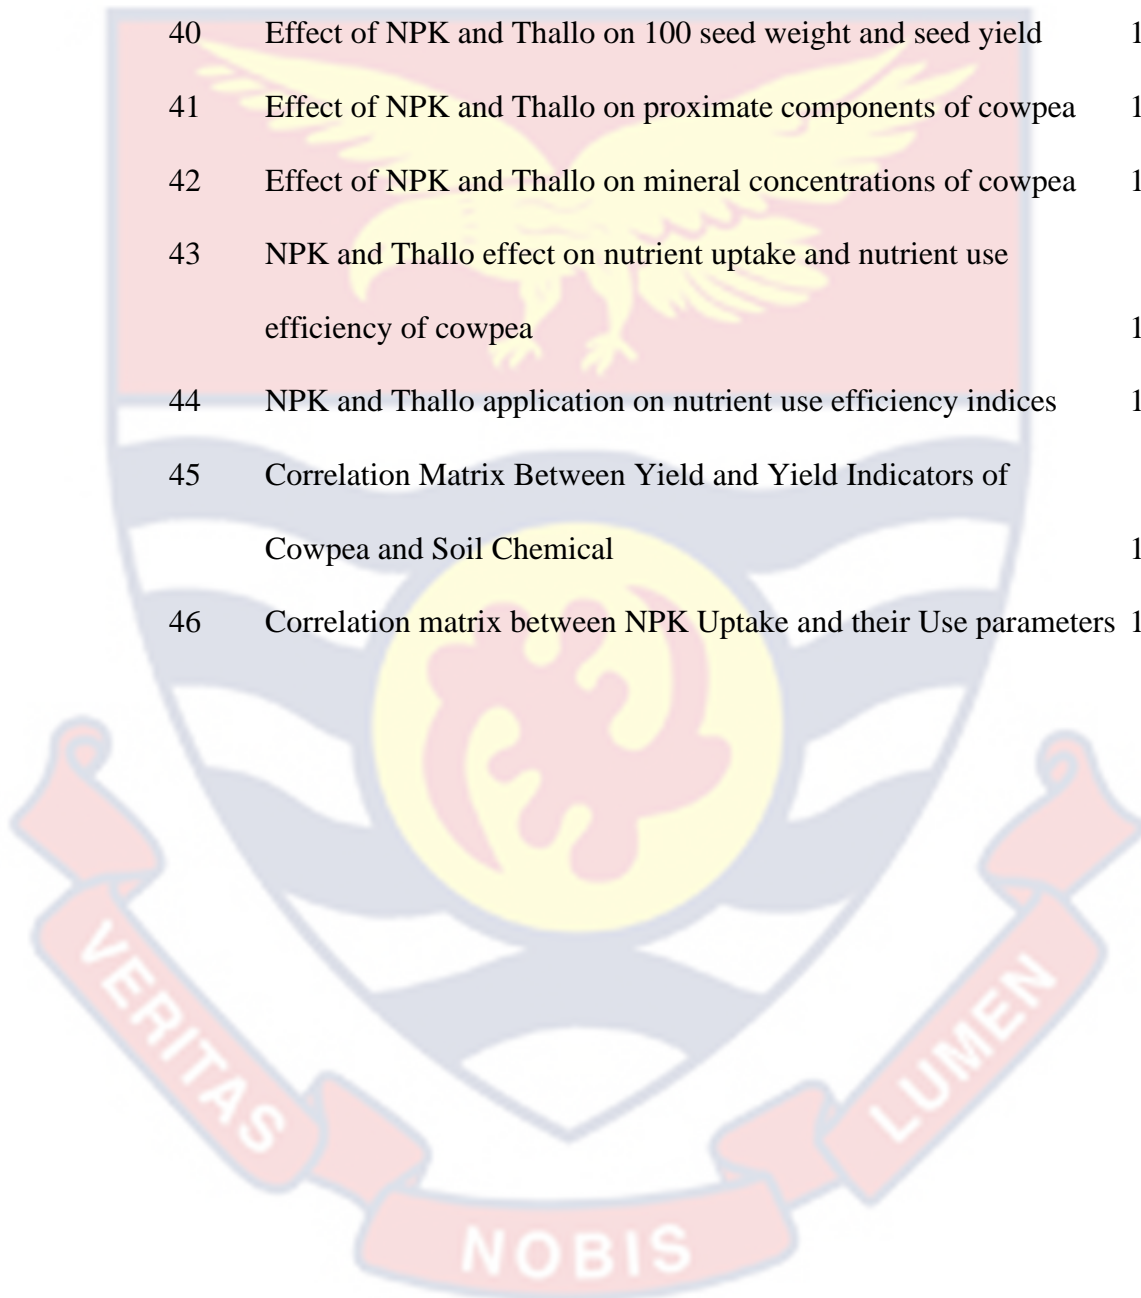 40 Effect of NPK and Thallo on 100 seed weight and seed yield 1
41 Effect of NPK and Thallo on proximate components of cowpea 1
42 Effect of NPK and Thallo on mineral concentrations of cowpea 1
43 NPK and Thallo effect on nutrient uptake and nutrient use
efficiency of cowpea 1
44 NPK and Thallo application on nutrient use efficiency indices 1
45 Correlation Matrix Between Yield and Yield Indicators of
Cowpea and Soil Chemical 1
46 Correlation matrix between NPK Uptake and their Use parameters 1
VERITAS
NOBIS
LUMEN